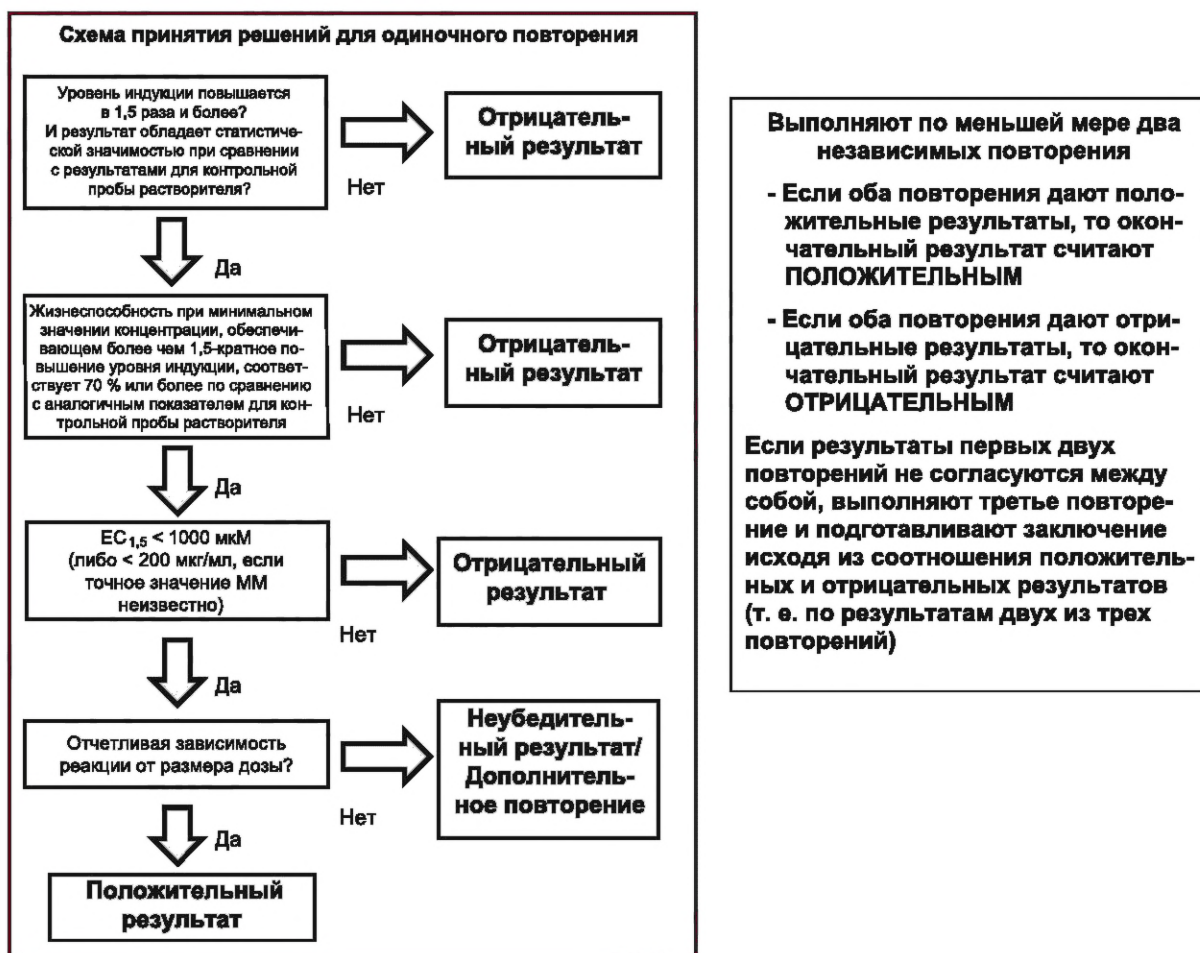 Схема принятия решений для одиночного повторения
Уровень индукции повышается
в 1,5 раза и более?
И результат обладает статистиче-
ской значимостью при сравнении
с результатами для контрольной
пробы растворителя?
Нет
Отрицатель-
ный результат
Да
Жизнеспособность при минимальном
значении концентрации, обеспечи-
вающем более чем 1,5-кратное по-
вышение уровня индукции, соответ-
ствует 70 % или более по сравнению
с аналогичным показателем для кон-
трольной пробы растворителя
Нет
Отрицатель-
ный результат
Да
EC1,5 < 1000 мкМ
(либо < 200 мкг/мл, если
точное значение ММ
неизвестно)
Нет
Отрицательный
результат
Да
Отчетливая зависимость
реакции от размера дозы?
Нет
Неубедитель-
ный результат/
Дополнитель-
ное повторение
Да
Положительный
результат
Выполняют по меньшей мере два
независимых повторения
- Если оба повторения дают поло-
жительные результаты, то окон-
чательный результат считают
ПОЛОЖИТЕЛЬНЫМ
- Если оба повторения дают отри-
цательные результаты, то окон-
чательный результат считают
ОТРИЦАТЕЛЬНЫМ
Если результаты первых двух
повторений не согласуются между
собой, выполняют третье повторе-
ние и подготавливают заключение
исходя из соотношения положитель-
ных и отрицательных результатов
(т. е. по результатам двух из трех
повторений)